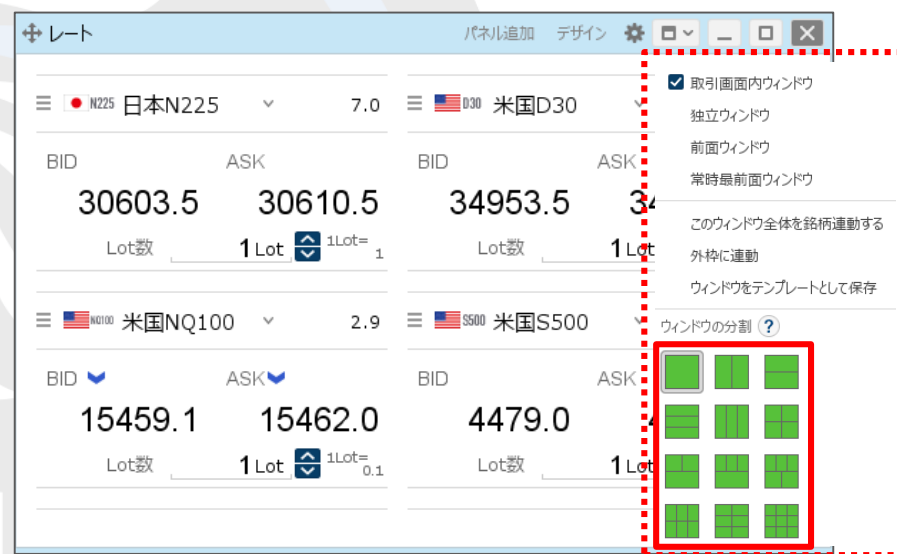 レート パネル追加 デザイン
N225 日本N225 7.0
D30 米国D30
BID ASK
30603.5 30610.5
Lot数 1 Lot 1Lot= 1
BID ASK
34953.5
Lot数 1 Lot
NQ100 米国NQ100 2.9
S500 米国S500
BID ASK
15459.1 15462.0
Lot数 1 Lot 1Lot= 0.1
BID ASK
4479.0
Lot数 1 Lot
取引画面内ウィンドウ
独立ウィンドウ
前面ウィンドウ
常時最前面ウィンドウ
このウィンドウ全体を銘柄連動する
外枠に連動
ウィンドウをテンプレートとして保存
ウィンドウの分割 ?